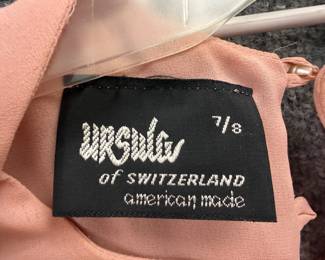 7/8
ursula
of SWITZERLAND
american made